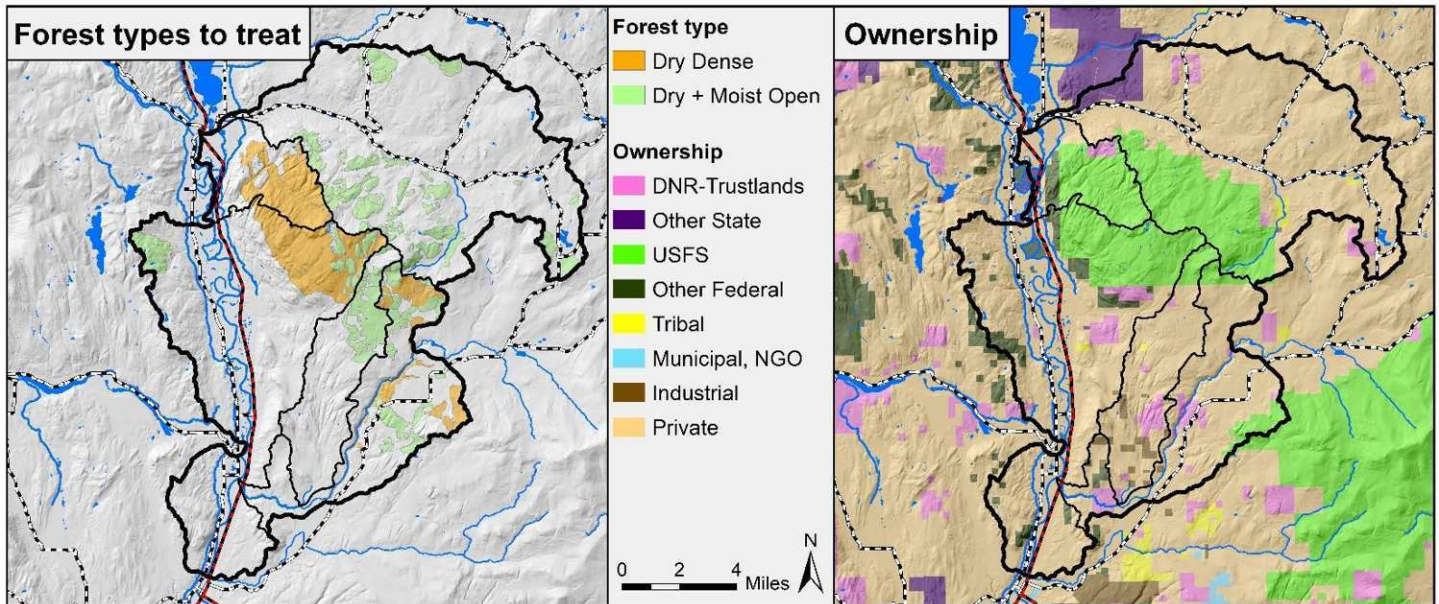 Forest types to treat
Forest type
Dry Dense
Dry + Moist Open
Ownership
DNR-Trustlands
Other State
USFS
Other Federal
Tribal
Municipal, NGO
Industrial
Private
N
0 2 4 Miles
Ownership